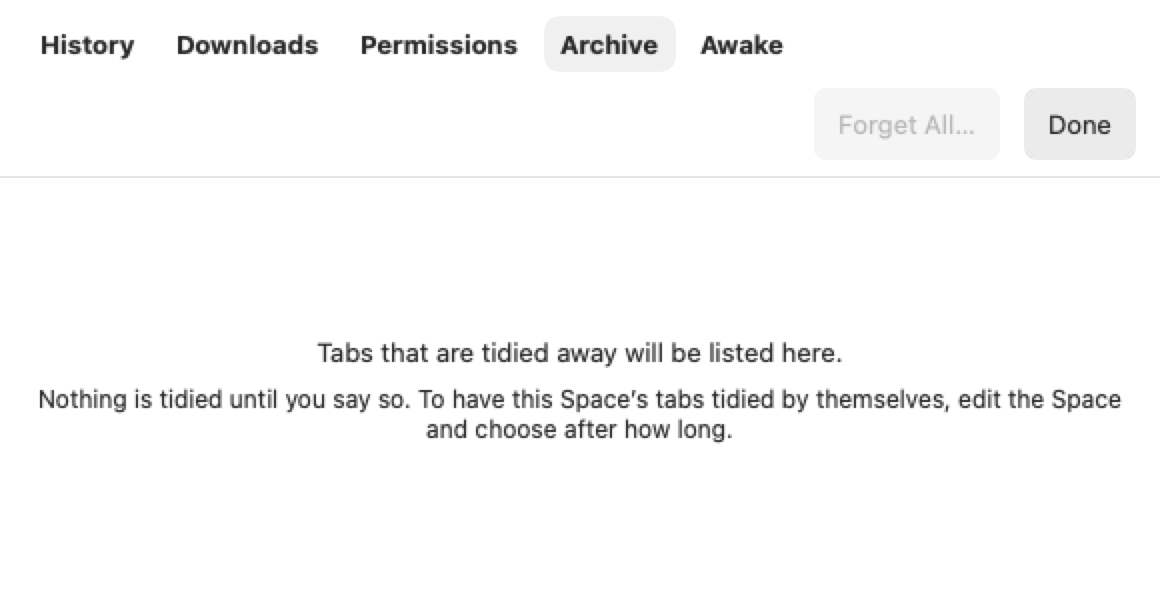 History Downloads Permissions Archive Awake
Forget All... Done
Tabs that are tidied away will be listed here.
Nothing is tidied until you say so. To have this Space’s tabs tidied by themselves, edit the Space
and choose after how long.